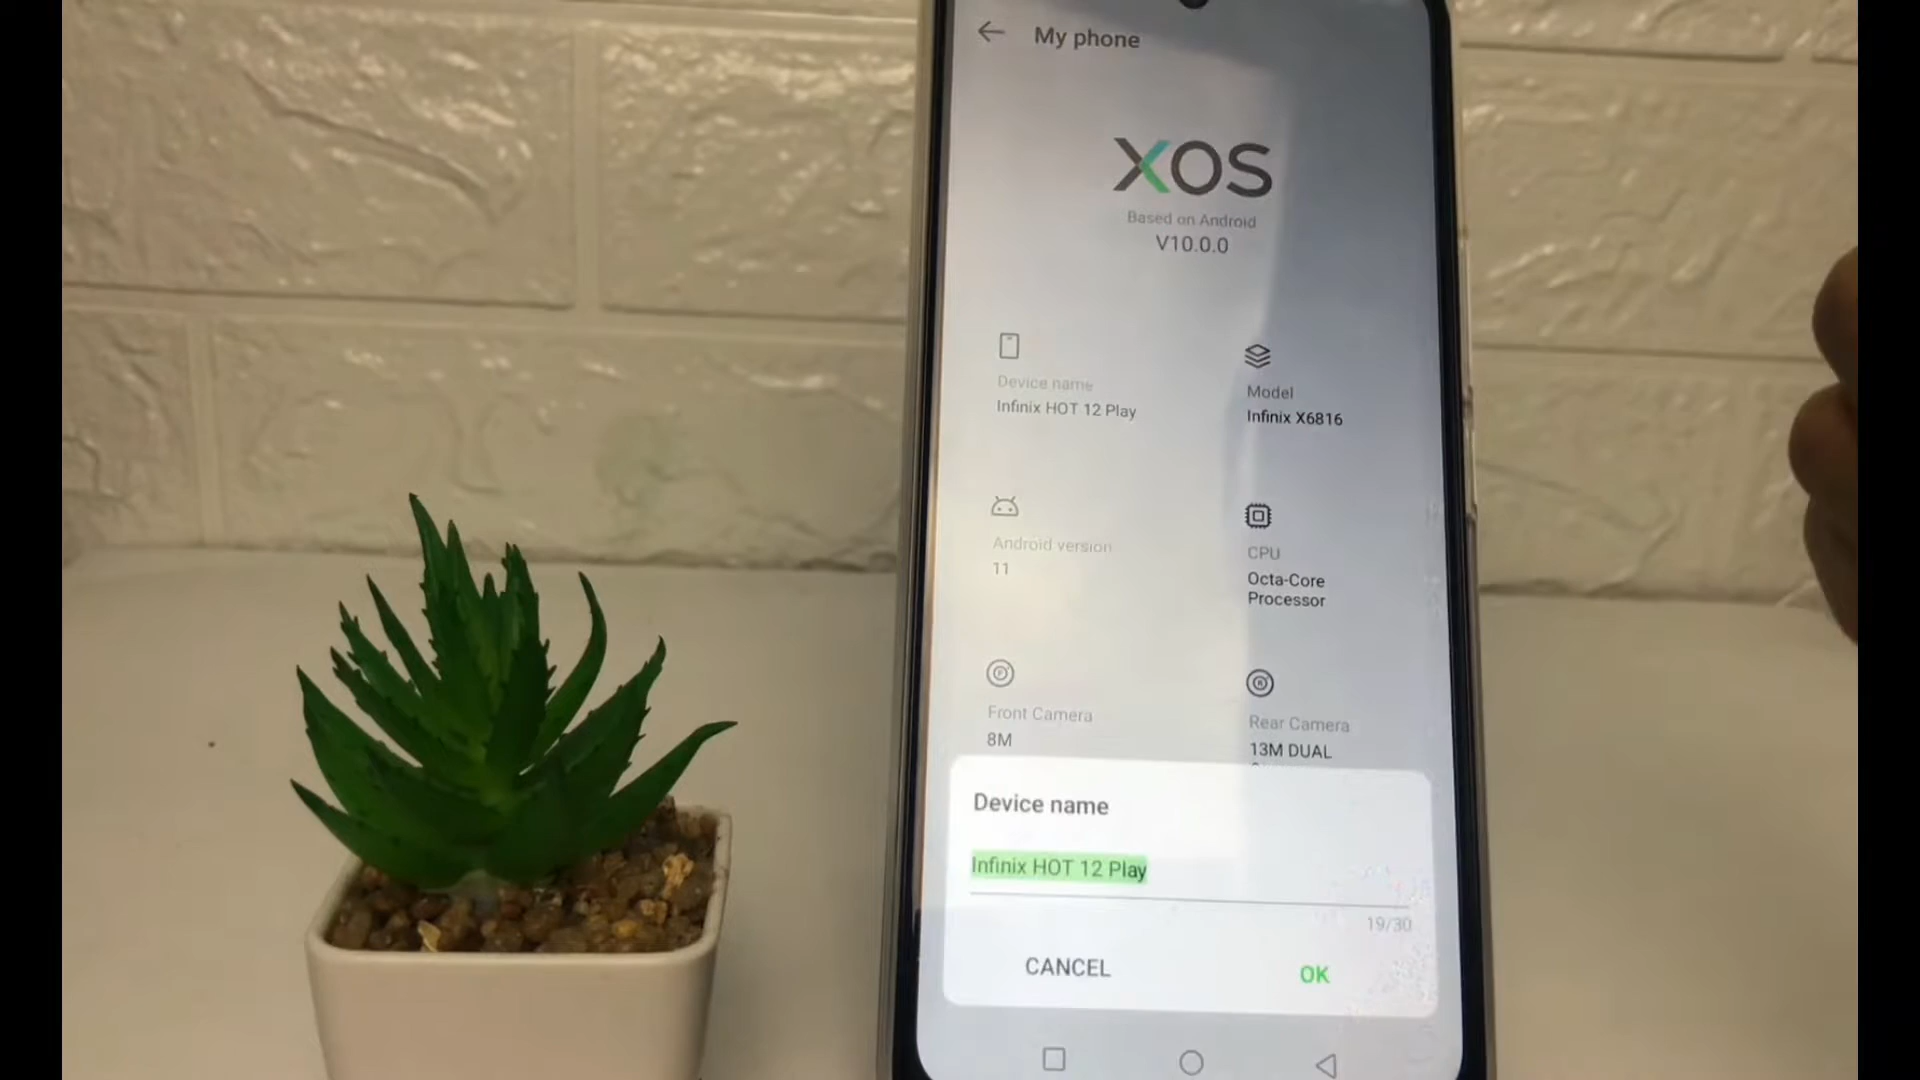 My phone
XOS
Based on Android
V10.0.0
Device name
Infinix HOT 12 Play
Model
Infinix X6816
Android version
11
CPU
Octa-Core
Processor
Front Camera
8M
Rear Camera
13M DUAL
Device name
Infinix HOT 12 Play
19/30
CANCEL
OK